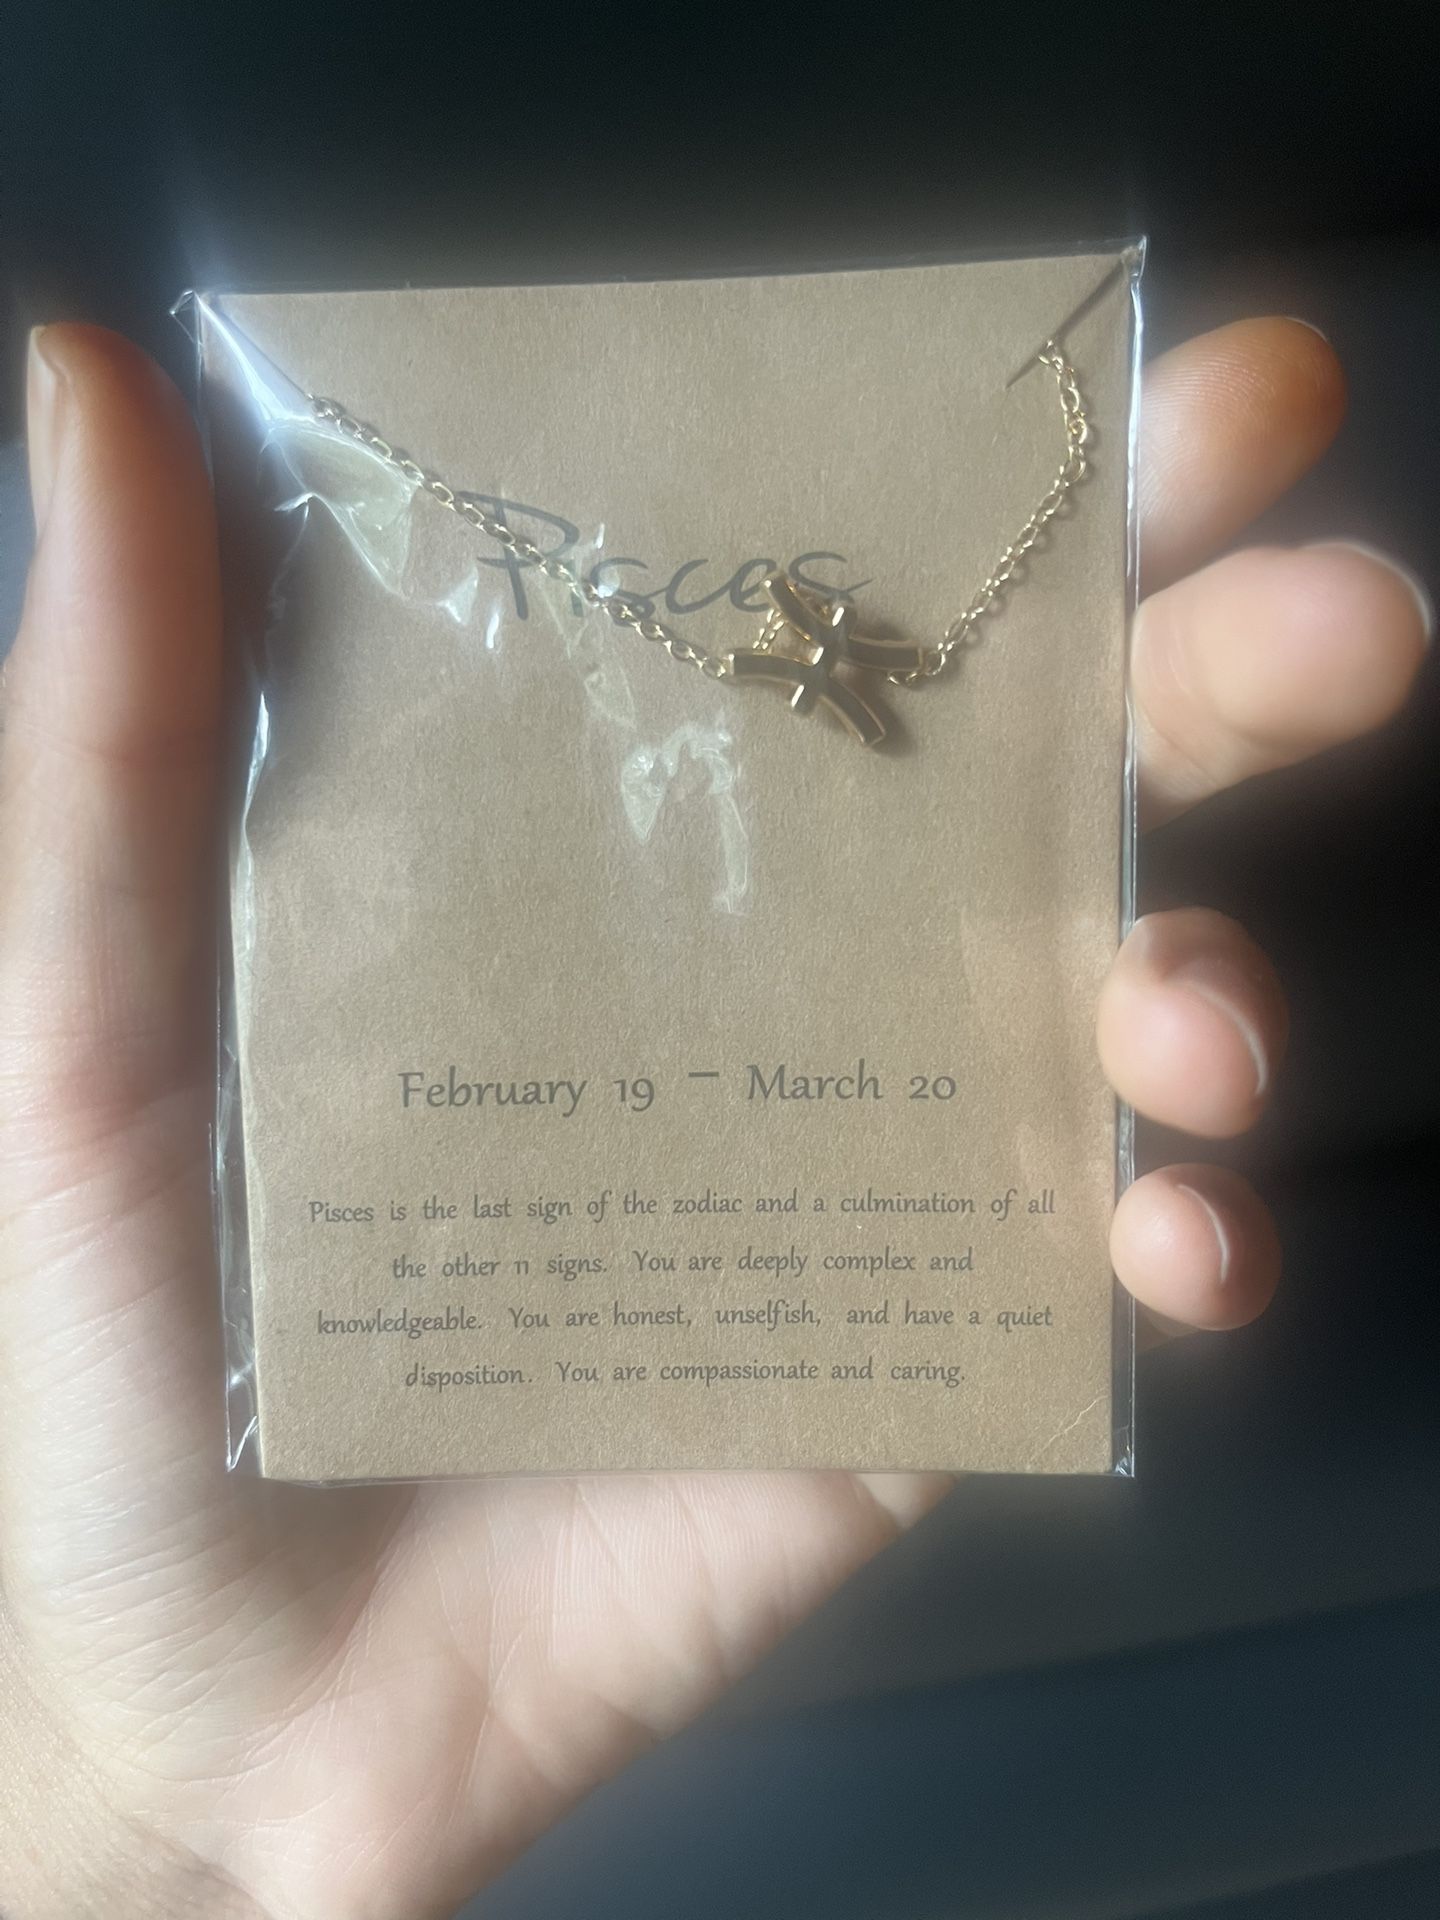 Pisces
February 19 – March 20
Pisces is the last sign of the zodiac and a culmination of all
the other 11 signs. You are deeply complex and
knowledgeable. You are honest, unselfish, and have a quiet
disposition. You are compassionate and caring.